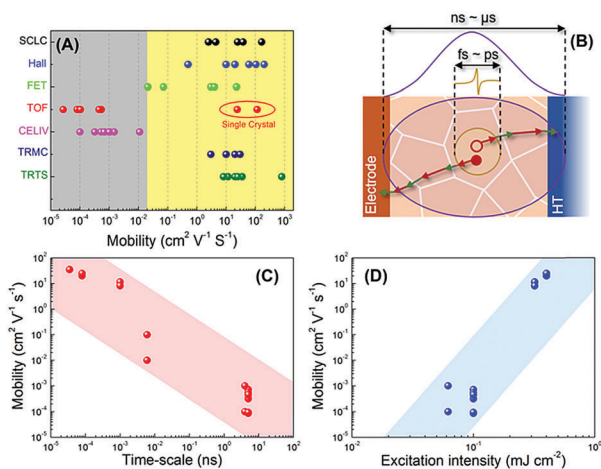 (A)
SCLC
Hall
FET
TOF
CELIV
TRMC
TRTS
Single Crystal
10⁻⁵ 10⁻⁴ 10⁻³ 10⁻² 10⁻¹ 10⁰ 10¹ 10² 10³
Mobility (cm² V⁻¹ S⁻¹)
(B)
ns ~ µs
fs ~ ps
Electrode
HT
(C)
Mobility (cm² V⁻¹ s⁻¹)
10² 10¹ 10⁰ 10⁻¹ 10⁻² 10⁻³ 10⁻⁴ 10⁻⁵
10⁻⁵ 10⁻⁴ 10⁻³ 10⁻² 10⁻¹ 10⁰ 10¹ 10²
Time-scale (ns)
(D)
Mobility (cm² V⁻¹ s⁻¹)
10² 10¹ 10⁰ 10⁻¹ 10⁻² 10⁻³ 10⁻⁴ 10⁻⁵
10⁻² 10⁻¹ 10⁰
Excitation intensity (mJ cm⁻²)